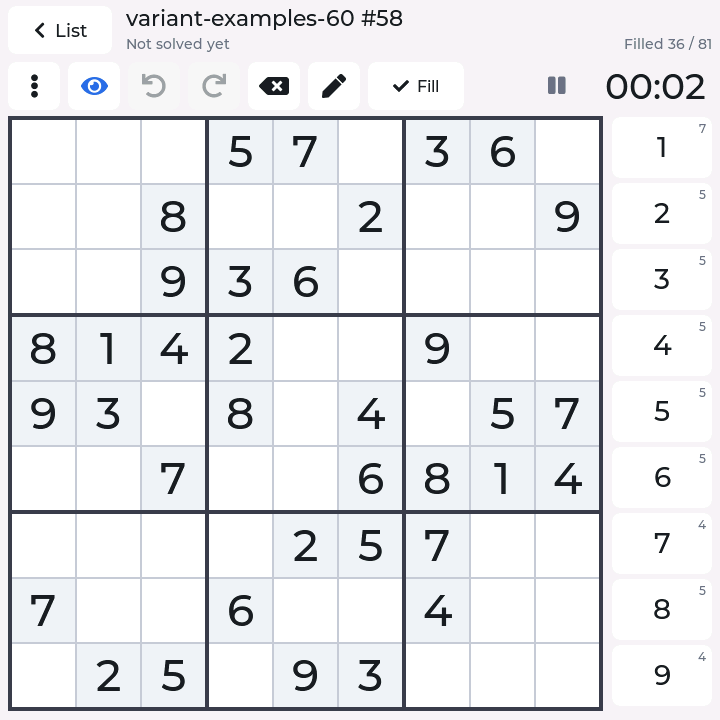 List
variant-examples-60 #58
Not solved yet
Filled 36 / 81
Fill
00:02
5 7 3 6
8 2 9
9 3 6
8 1 4 2 9
9 3 8 4 5 7
7 6 8 1 4
2 5 7
7 6 4
2 5 9 3
1 7
2 5
3 5
4 5
5 5
6 5
7 4
8 5
9 4